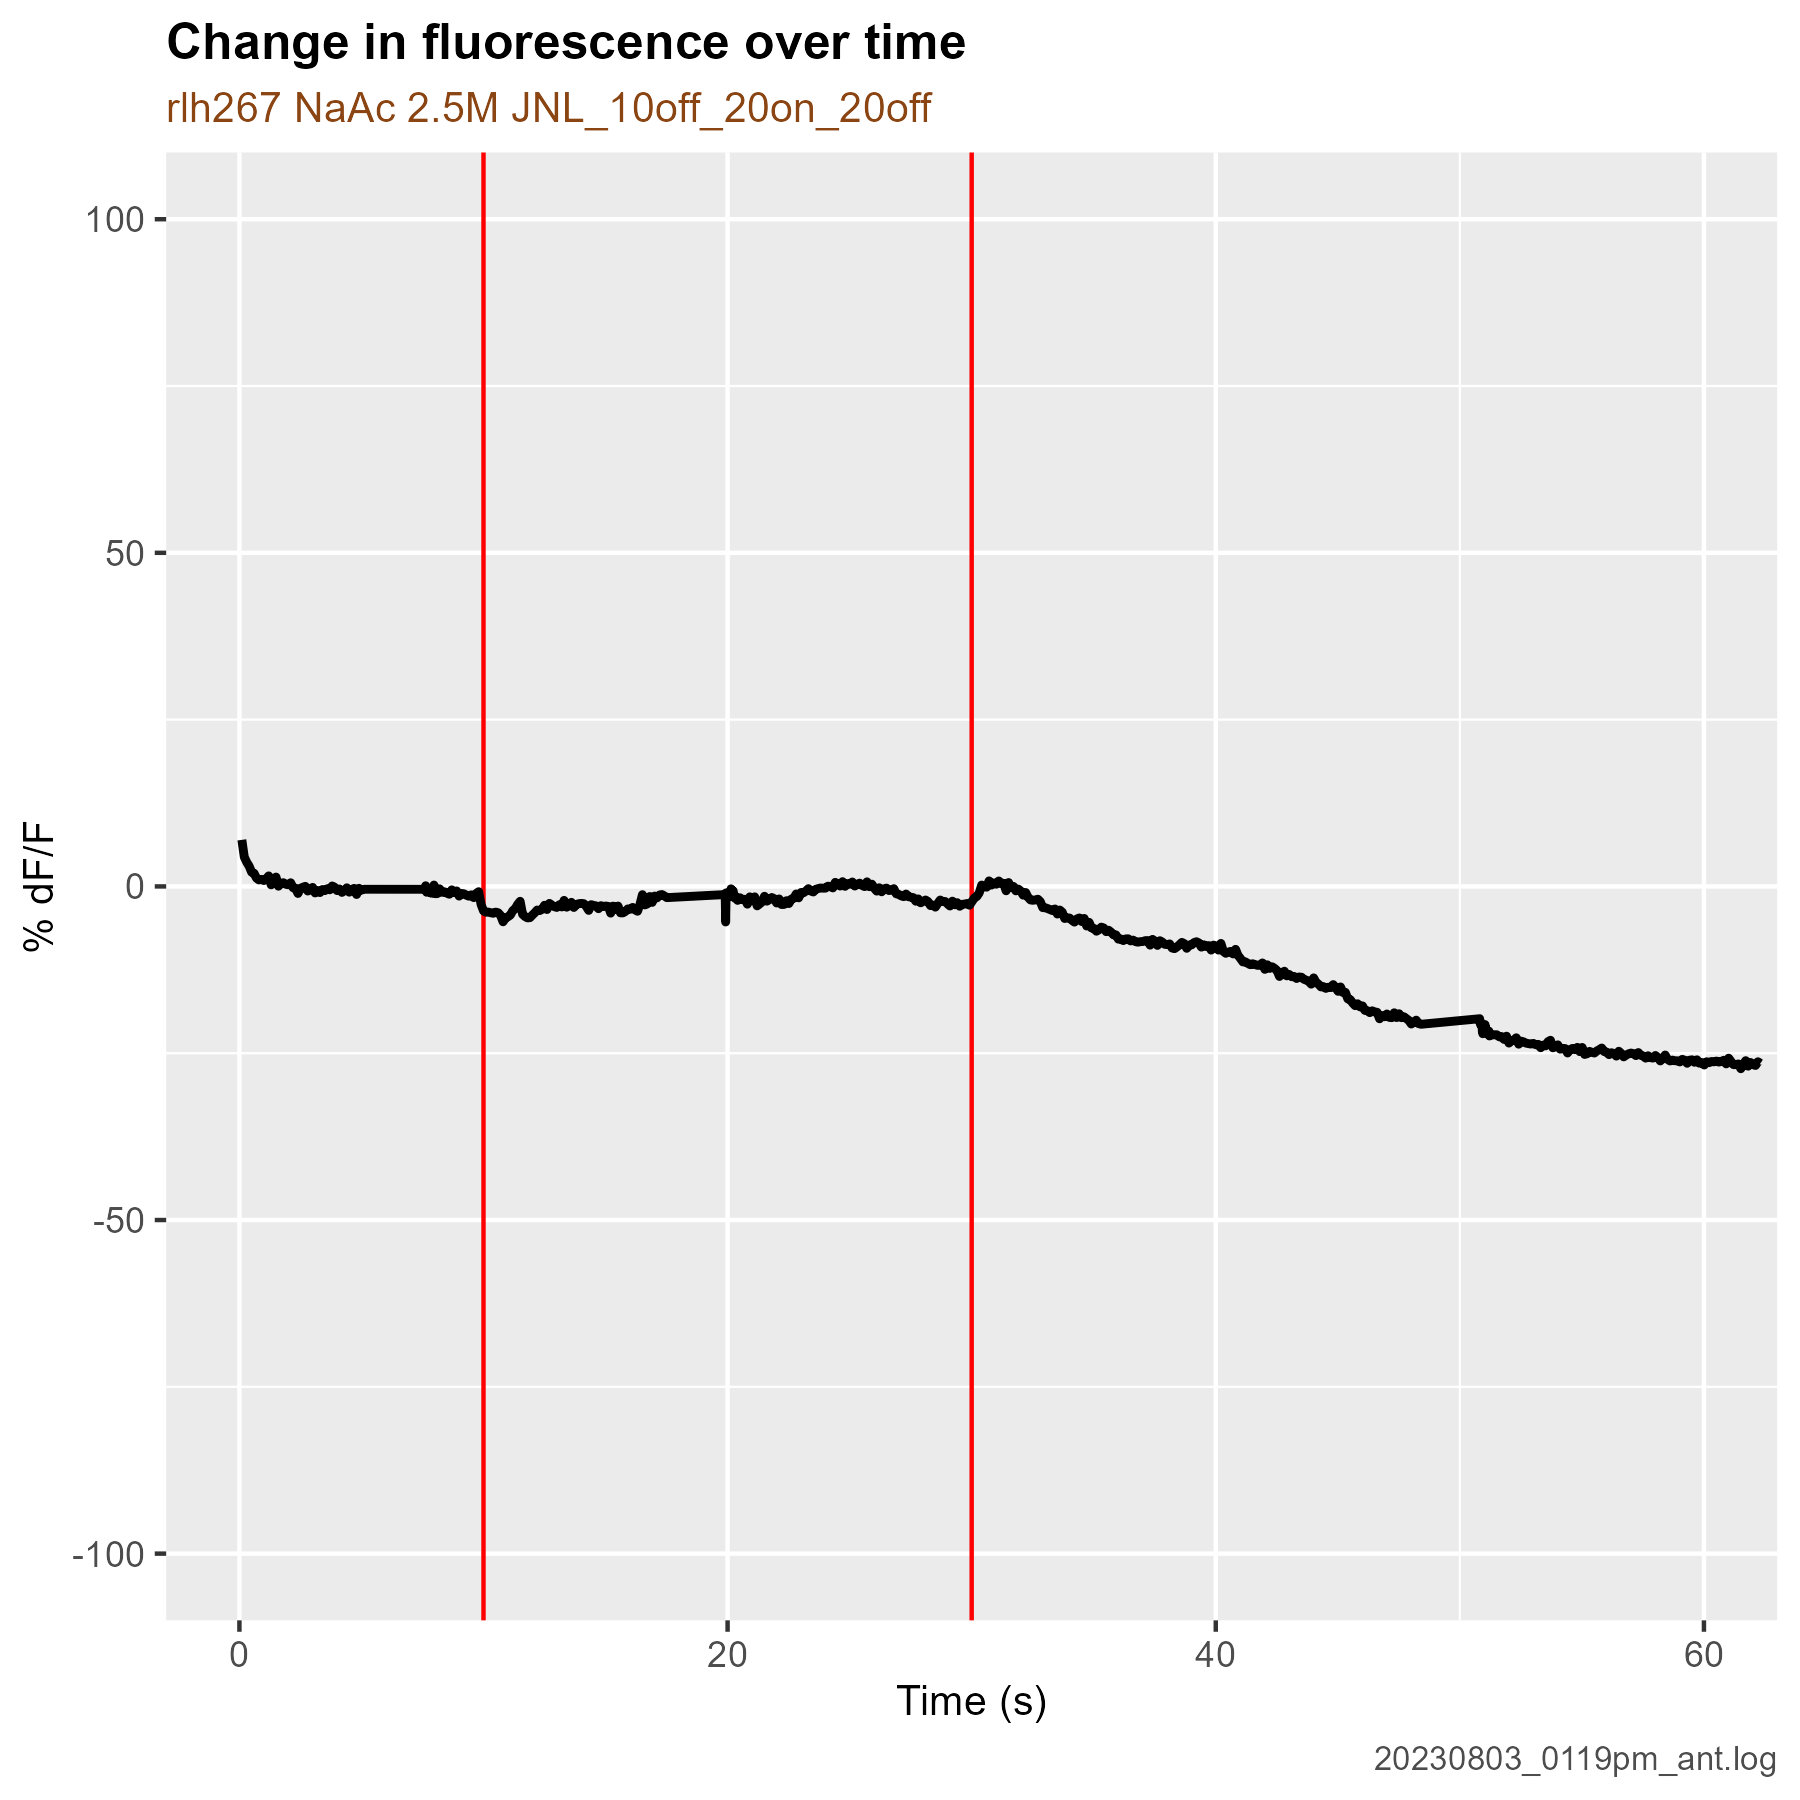 Change in fluorescence over time
rlh267 NaAc 2.5M JNL_10off_20on_20off
% dF/F
100
50
0
-50
-100
0
20
40
60
Time (s)
20230803_0119pm_ant.log